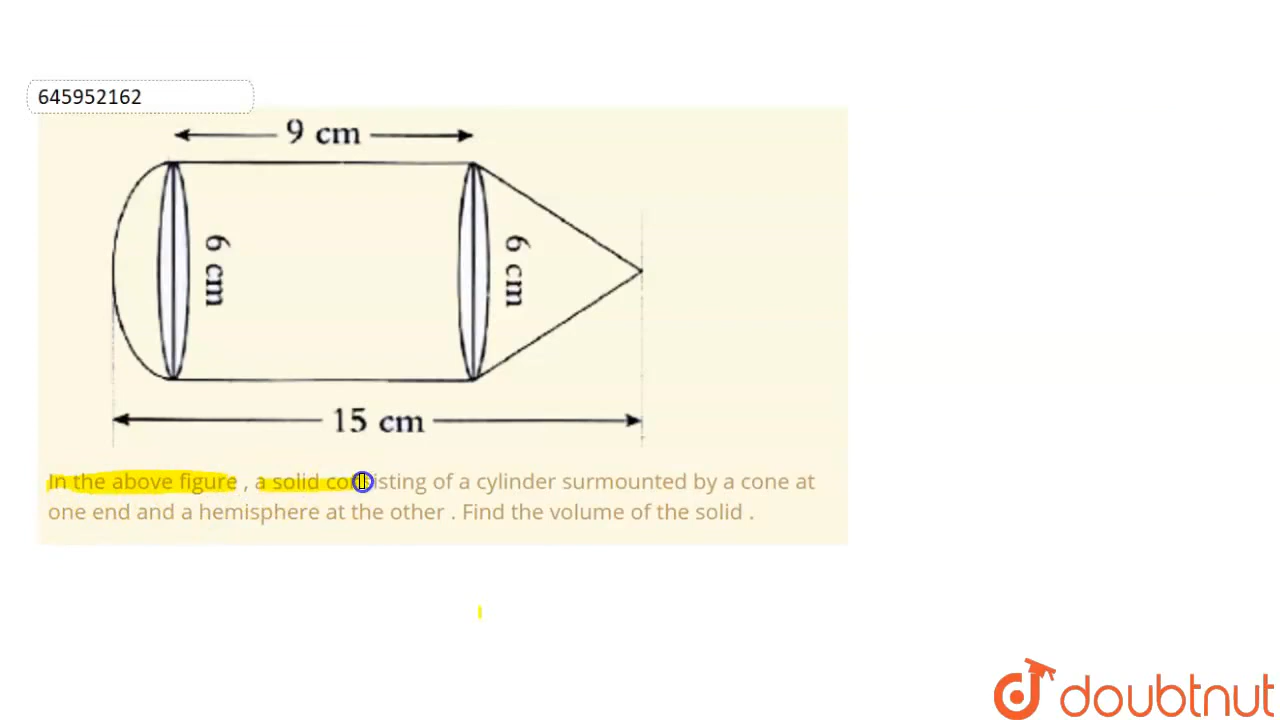 645952162
9 cm
6 cm
6 cm
15 cm
In the above figure , a solid consisting of a cylinder surmounted by a cone at
one end and a hemisphere at the other . Find the volume of the solid .
doubtnut